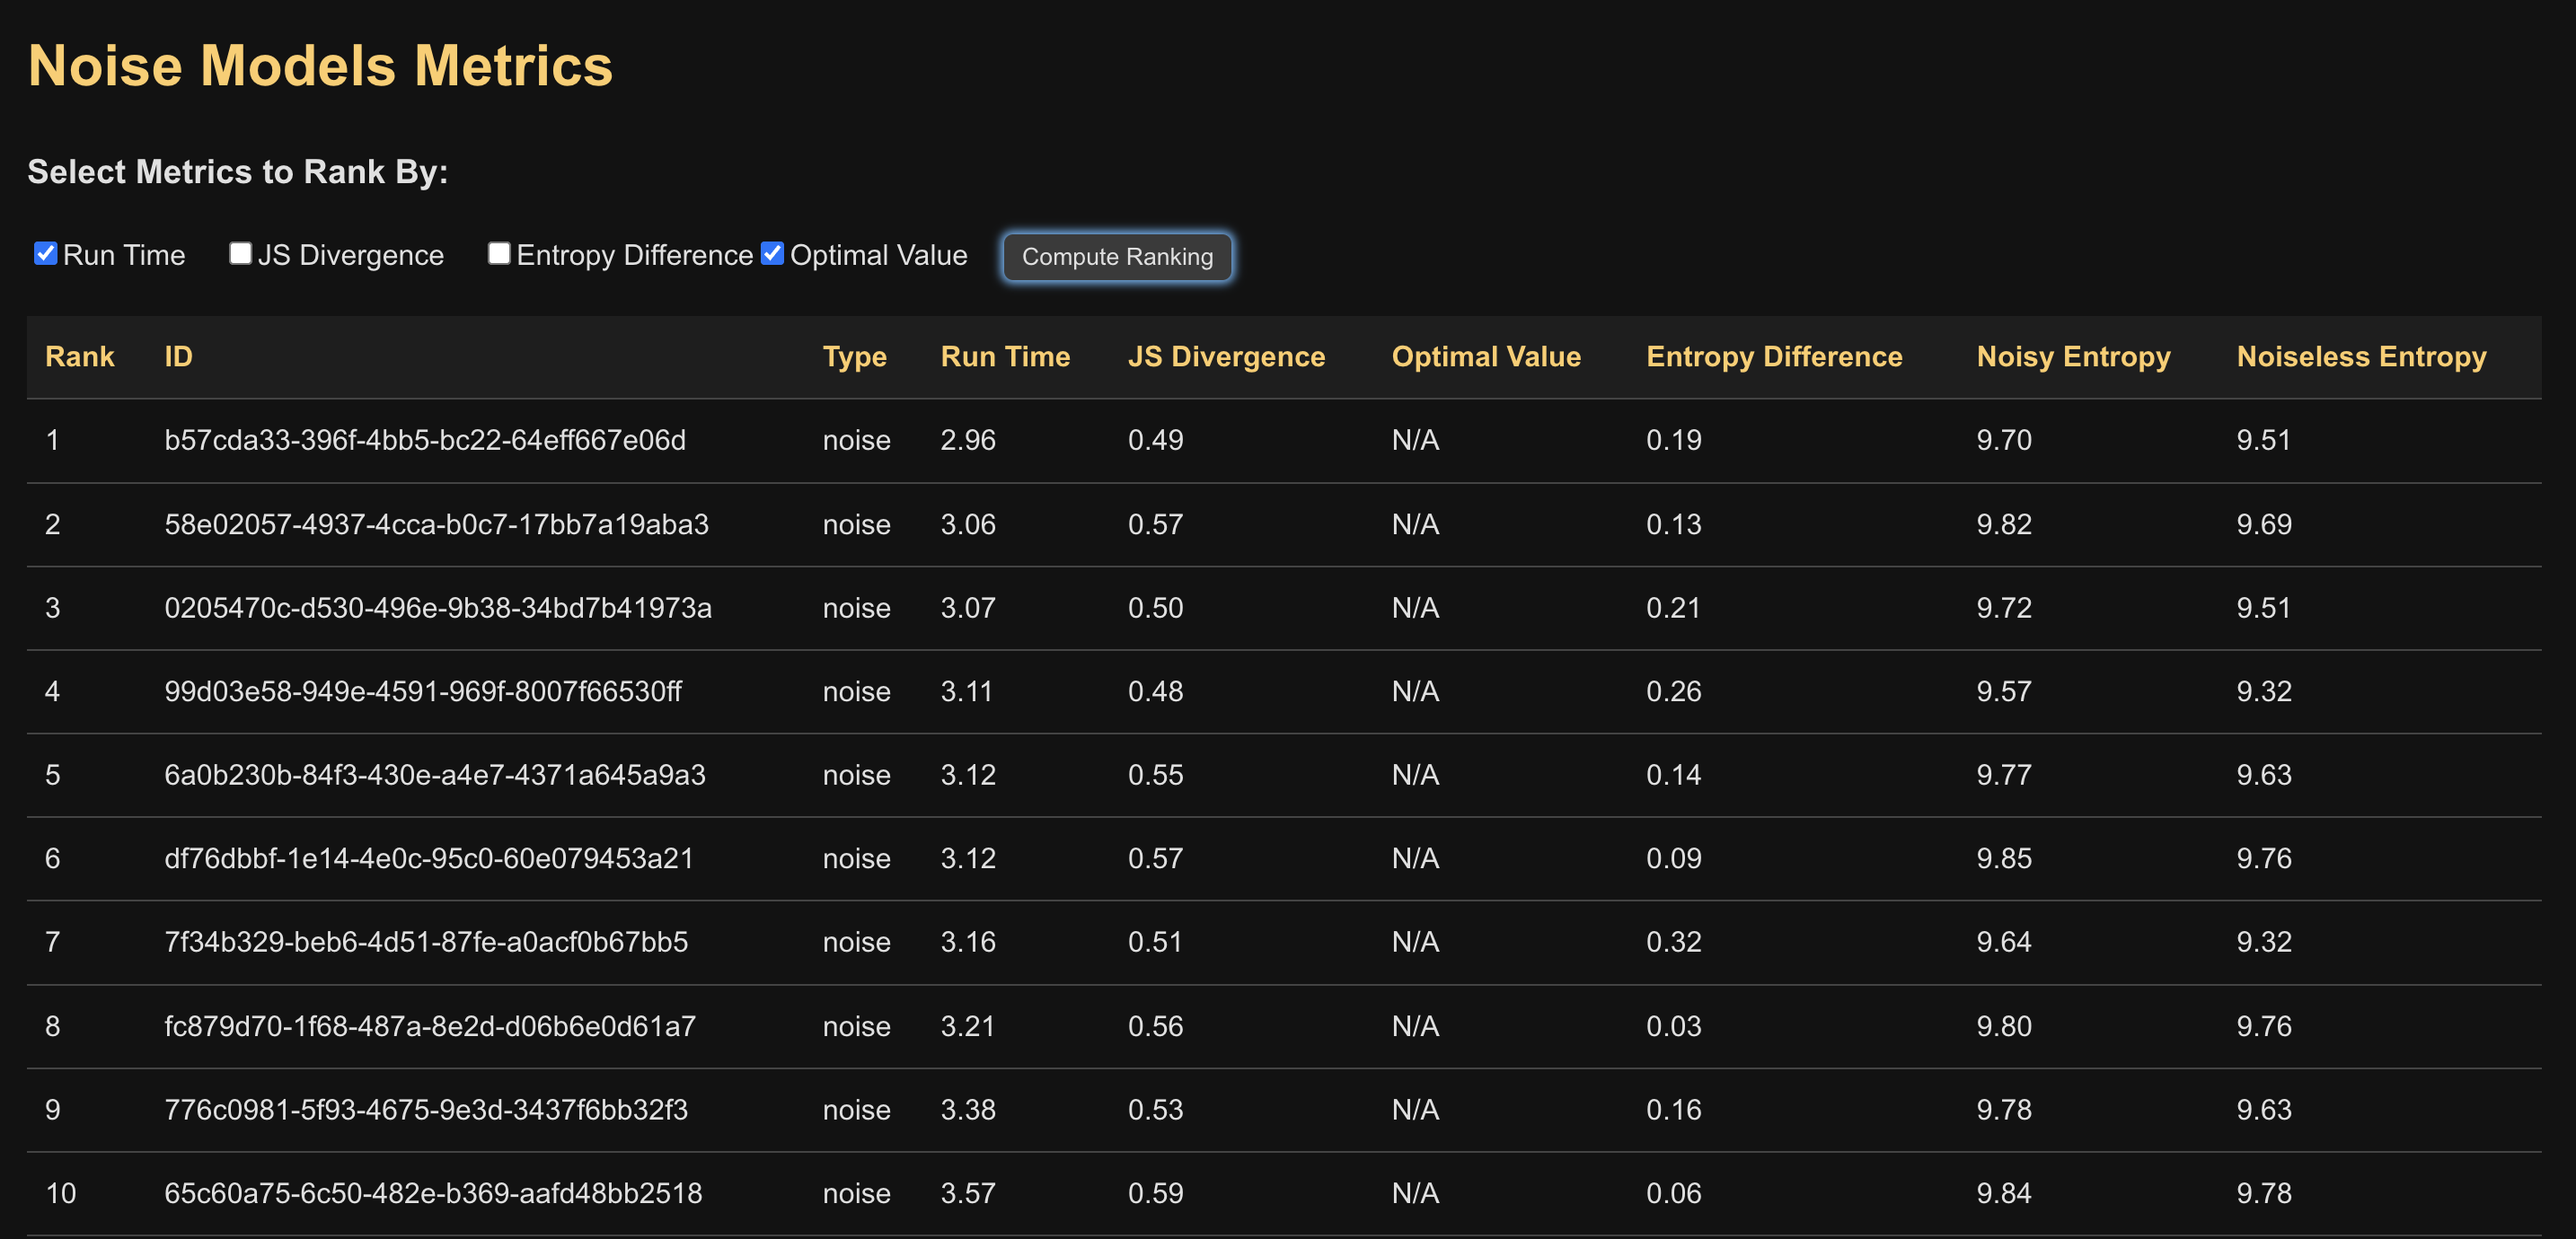 Noise Models Metrics
Select Metrics to Rank By:
Run Time JS Divergence Entropy Difference Optimal Value Compute Ranking
Rank ID Type Run Time JS Divergence Optimal Value Entropy Difference Noisy Entropy Noiseless Entropy
1 b57cda33-396f-4bb5-bc22-64eff667e06d noise 2.96 0.49 N/A 0.19 9.70 9.51
2 58e02057-4937-4cca-b0c7-17bb7a19aba3 noise 3.06 0.57 N/A 0.13 9.82 9.69
3 0205470c-d530-496e-9b38-34bd7b41973a noise 3.07 0.50 N/A 0.21 9.72 9.51
4 99d03e58-949e-4591-969f-8007f66530ff noise 3.11 0.48 N/A 0.26 9.57 9.32
5 6a0b230b-84f3-430e-a4e7-4371a645a9a3 noise 3.12 0.55 N/A 0.14 9.77 9.63
6 df76dbbf-1e14-4e0c-95c0-60e079453a21 noise 3.12 0.57 N/A 0.09 9.85 9.76
7 7f34b329-beb6-4d51-87fe-a0acf0b67bb5 noise 3.16 0.51 N/A 0.32 9.64 9.32
8 fc879d70-1f68-487a-8e2d-d06b6e0d61a7 noise 3.21 0.56 N/A 0.03 9.80 9.76
9 776c0981-5f93-4675-9e3d-3437f6bb32f3 noise 3.38 0.53 N/A 0.16 9.78 9.63
10 65c60a75-6c50-482e-b369-aafd48bb2518 noise 3.57 0.59 N/A 0.06 9.84 9.78